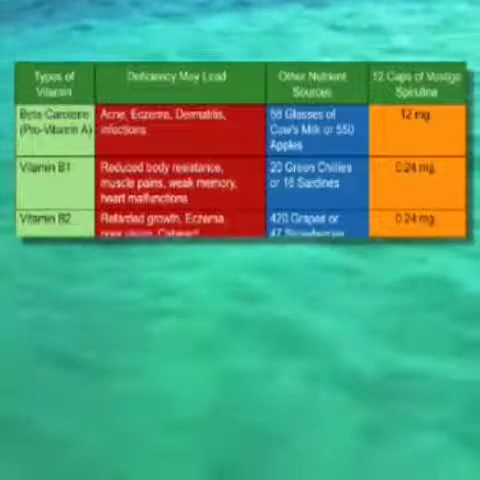 Types of Vitamin
Deficiency May Lead
Other Nutrient Sources
12 Caps of Vestige Spirulina
Beta Carotene (Pro-Vitamin A)
Acne, Eczema, Dermatitis, infections
56 Glasses of Cow's Milk or 550 Apples
12 mg.
Vitamin B1
Reduced body resistance, muscle pains, weak memory, heart malfunctions
20 Green Chillies or 16 Sardines
0.24 mg.
Vitamin B2
Retarded growth, Eczema
420 Grapes or
0.24 mg.